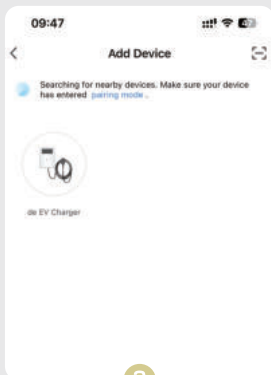 09:47
Add Device
Searching for nearby devices. Make sure your device
has entered pairing mode .
de EV Charger